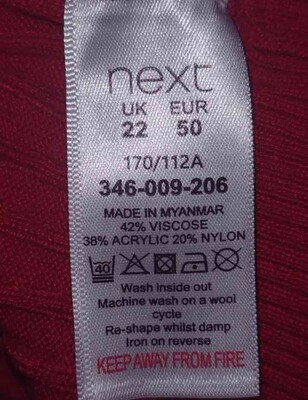 next
UK EUR
22 50
170/112A
346-009-206
MADE IN MYANMAR
42% VISCOSE
38% ACRYLIC 20% NYLON
40
Wash inside out
Machine wash on a wool
cycle
Re-shape whilst damp
Iron on reverse
KEEP AWAY FROM FIRE